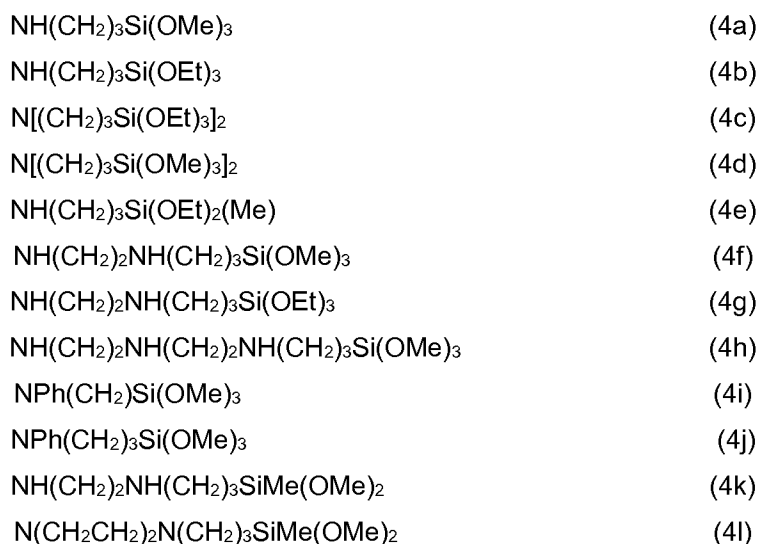 NH(CH₂)₃Si(OMe)₃ (4a)
NH(CH₂)₃Si(OEt)₃ (4b)
N[(CH₂)₃Si(OEt)₃]₂ (4c)
N[(CH₂)₃Si(OMe)₃]₂ (4d)
NH(CH₂)₃Si(OEt)₂(Me) (4e)
NH(CH₂)₂NH(CH₂)₃Si(OMe)₃ (4f)
NH(CH₂)₂NH(CH₂)₃Si(OEt)₃ (4g)
NH(CH₂)₂NH(CH₂)₂NH(CH₂)₃Si(OMe)₃ (4h)
NPh(CH₂)Si(OMe)₃ (4i)
NPh(CH₂)₃Si(OMe)₃ (4j)
NH(CH₂)₂NH(CH₂)₃SiMe(OMe)₂ (4k)
N(CH₂CH₂)₂N(CH₂)₃SiMe(OMe)₂ (4l)